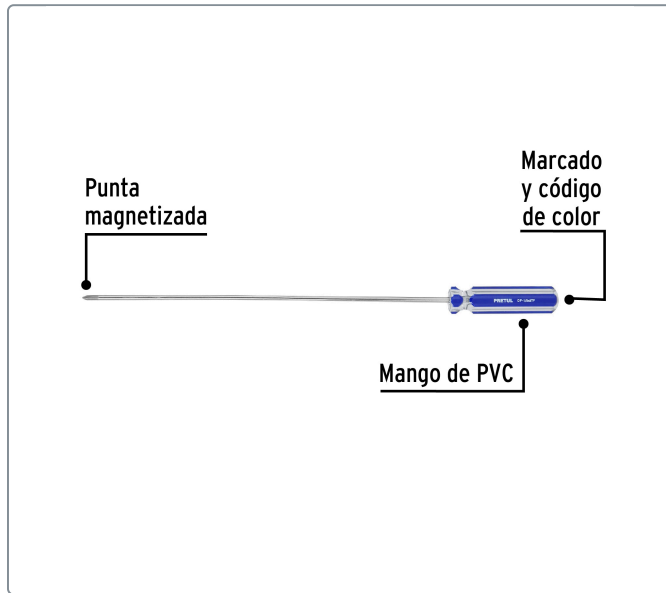 Punta
magnetizada
Marcado
y código
de color
PRETUL
Mango de PVC